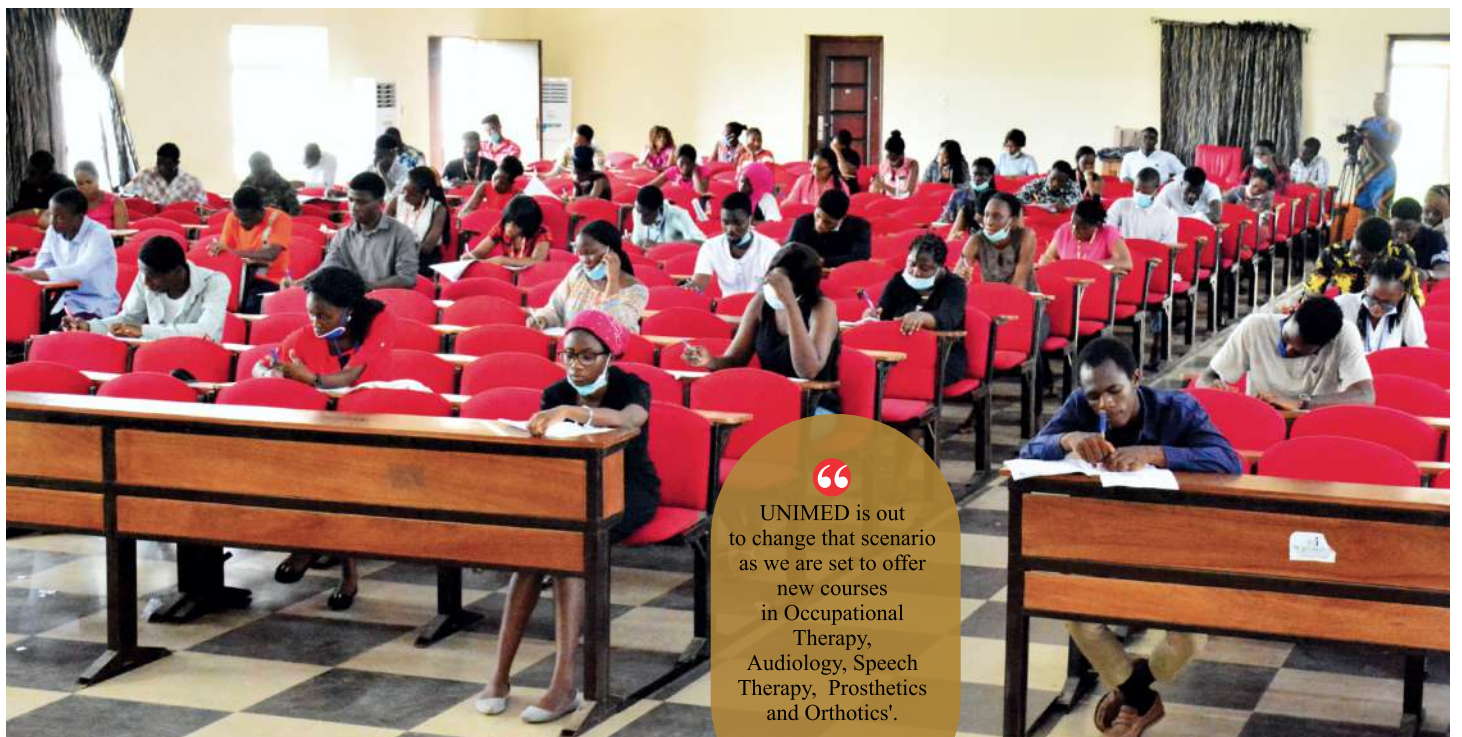 UNIMED is out
to change that scenario
as we are set to offer
new courses
in Occupational
Therapy,
Audiology, Speech
Therapy,  Prosthetics
and Orthotics'.